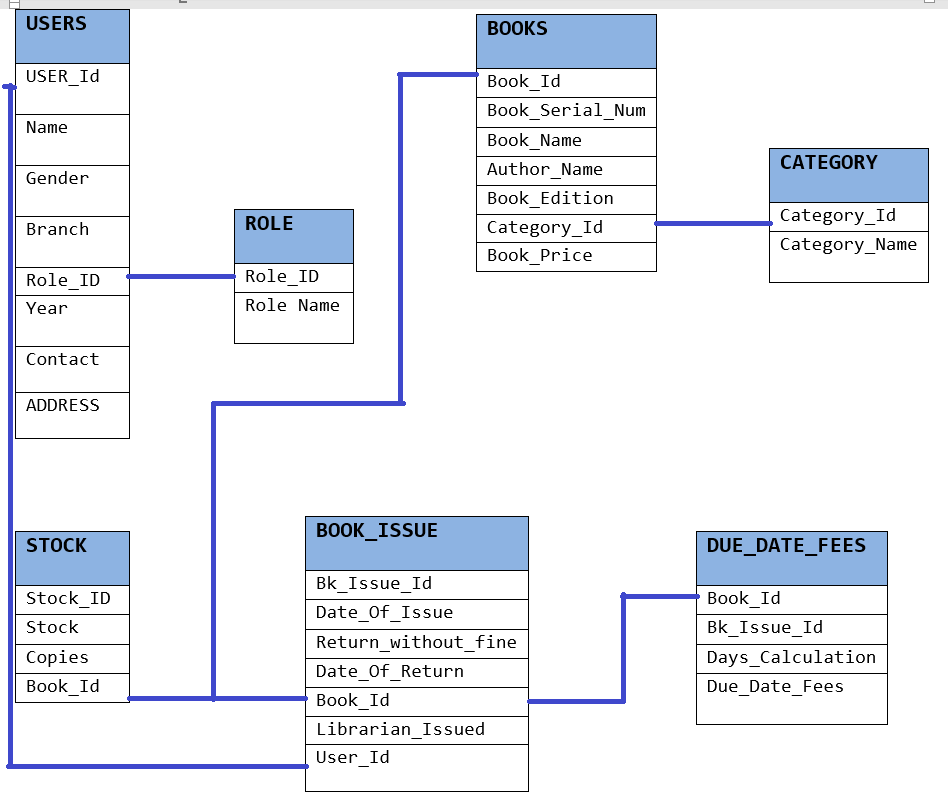 USERS
USER_Id
Name
Gender
Branch
Role_ID
Year
Contact
ADDRESS
ROLE
Role_ID
Role Name
BOOKS
Book_Id
Book_Serial_Num
Book_Name
Author_Name
Book_Edition
Category_Id
Book_Price
CATEGORY
Category_Id
Category_Name
STOCK
Stock_ID
Stock
Copies
Book_Id
BOOK_ISSUE
Bk_Issue_Id
Date_Of_Issue
Return_without_fine
Date_Of_Return
Book_Id
Librarian_Issued
User_Id
DUE_DATE_FEES
Book_Id
Bk_Issue_Id
Days_Calculation
Due_Date_Fees